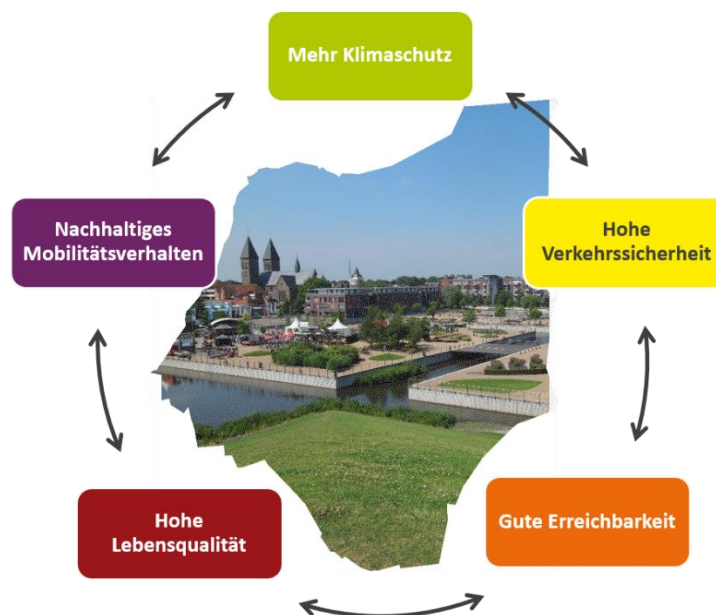 Mehr Klimaschutz
Nachhaltiges
Mobilitätsverhalten
Hohe
Verkehrssicherheit
Hohe
Lebensqualität
Gute Erreichbarkeit